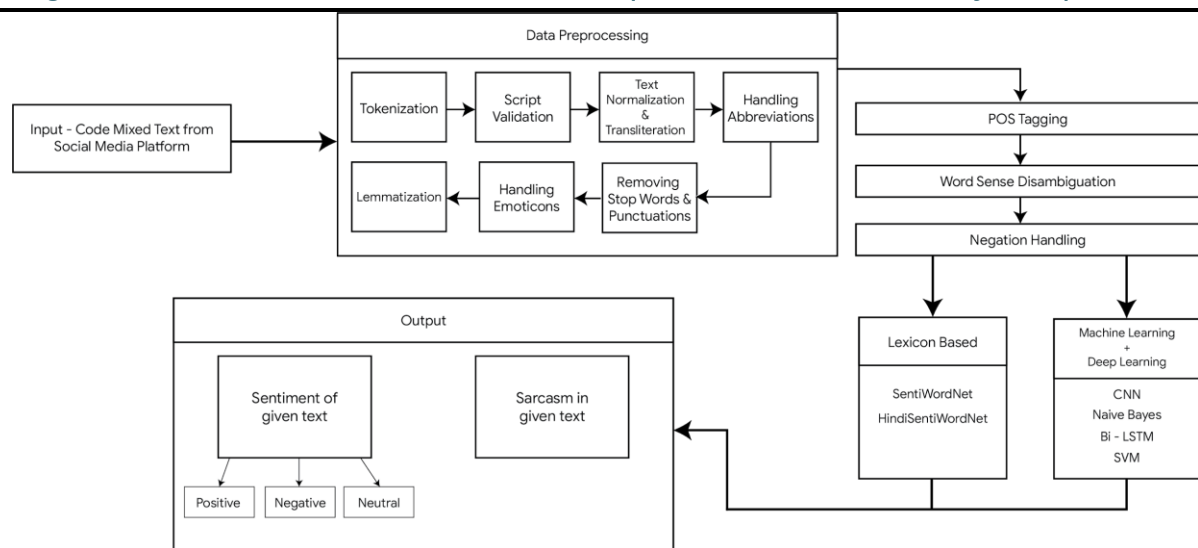 Data Preprocessing
Input - Code Mixed Text from
Social Media Platform
Tokenization
Script
Validation
Text
Normalization
&
Transliteration
Handling
Abbreviations
Lemmatization
Handling
Emoticons
Removing
Stop Words &
Punctuations
POS Tagging
Word Sense Disambiguation
Negation Handling
Lexicon Based
SentiWordNet
HindiSentiWordNet
Machine Learning
+
Deep Learning
CNN
Naive Bayes
Bi - LSTM
SVM
Output
Sentiment of
given text
Sarcasm in
given text
Positive
Negative
Neutral